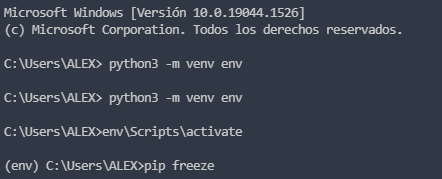 Microsoft Windows [Versión 10.0.19044.1526]
(c) Microsoft Corporation. Todos los derechos reservados.
C:\Users\ALEX> python3 -m venv env
C:\Users\ALEX> python3 -m venv env
C:\Users\ALEX>env\Scripts\activate
(env) C:\Users\ALEX>pip freeze